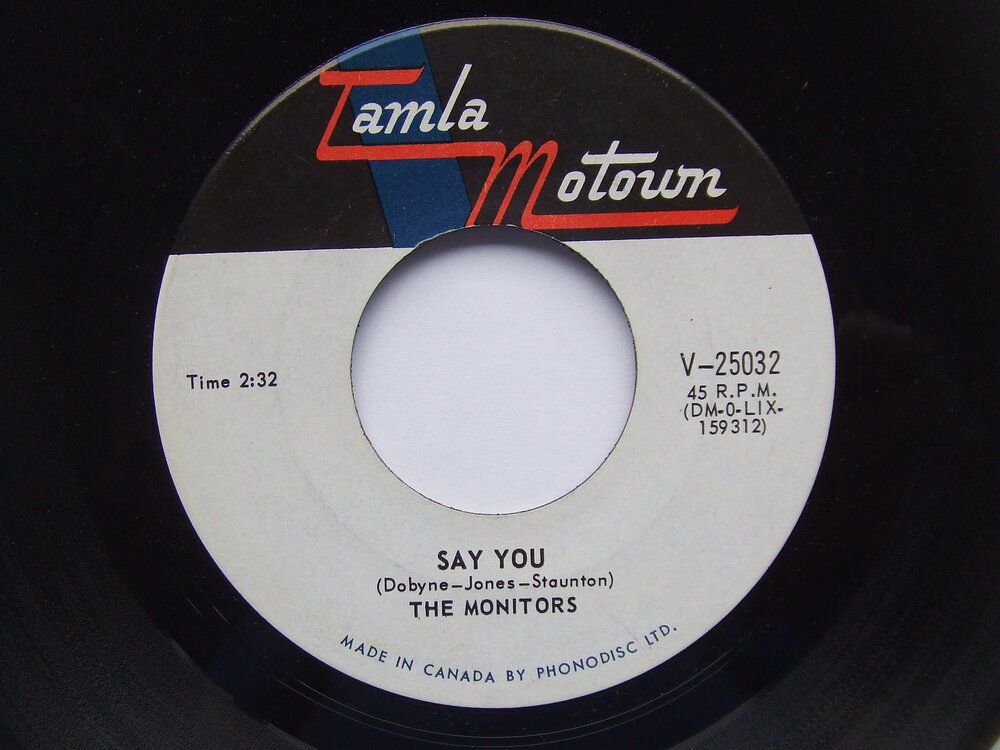 Tamla
Motown
Time 2:32
V-25032
45 R.P.M.
(DM-O-LIX-
159312)
SAY YOU
(Dobyne-Jones-Staunton)
THE MONITORS
MADE IN CANADA BY PHONODISC LTD.